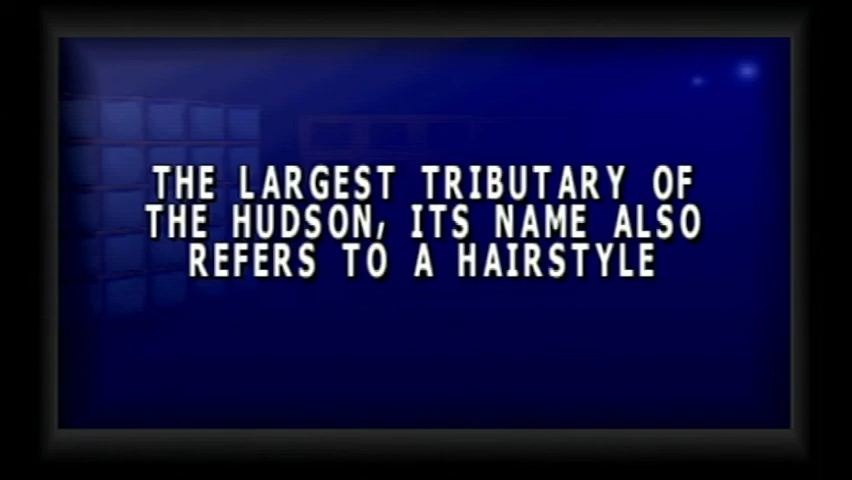 THE LARGEST TRIBUTARY OF
THE HUDSON, ITS NAME ALSO
REFERS TO A HAIRSTYLE